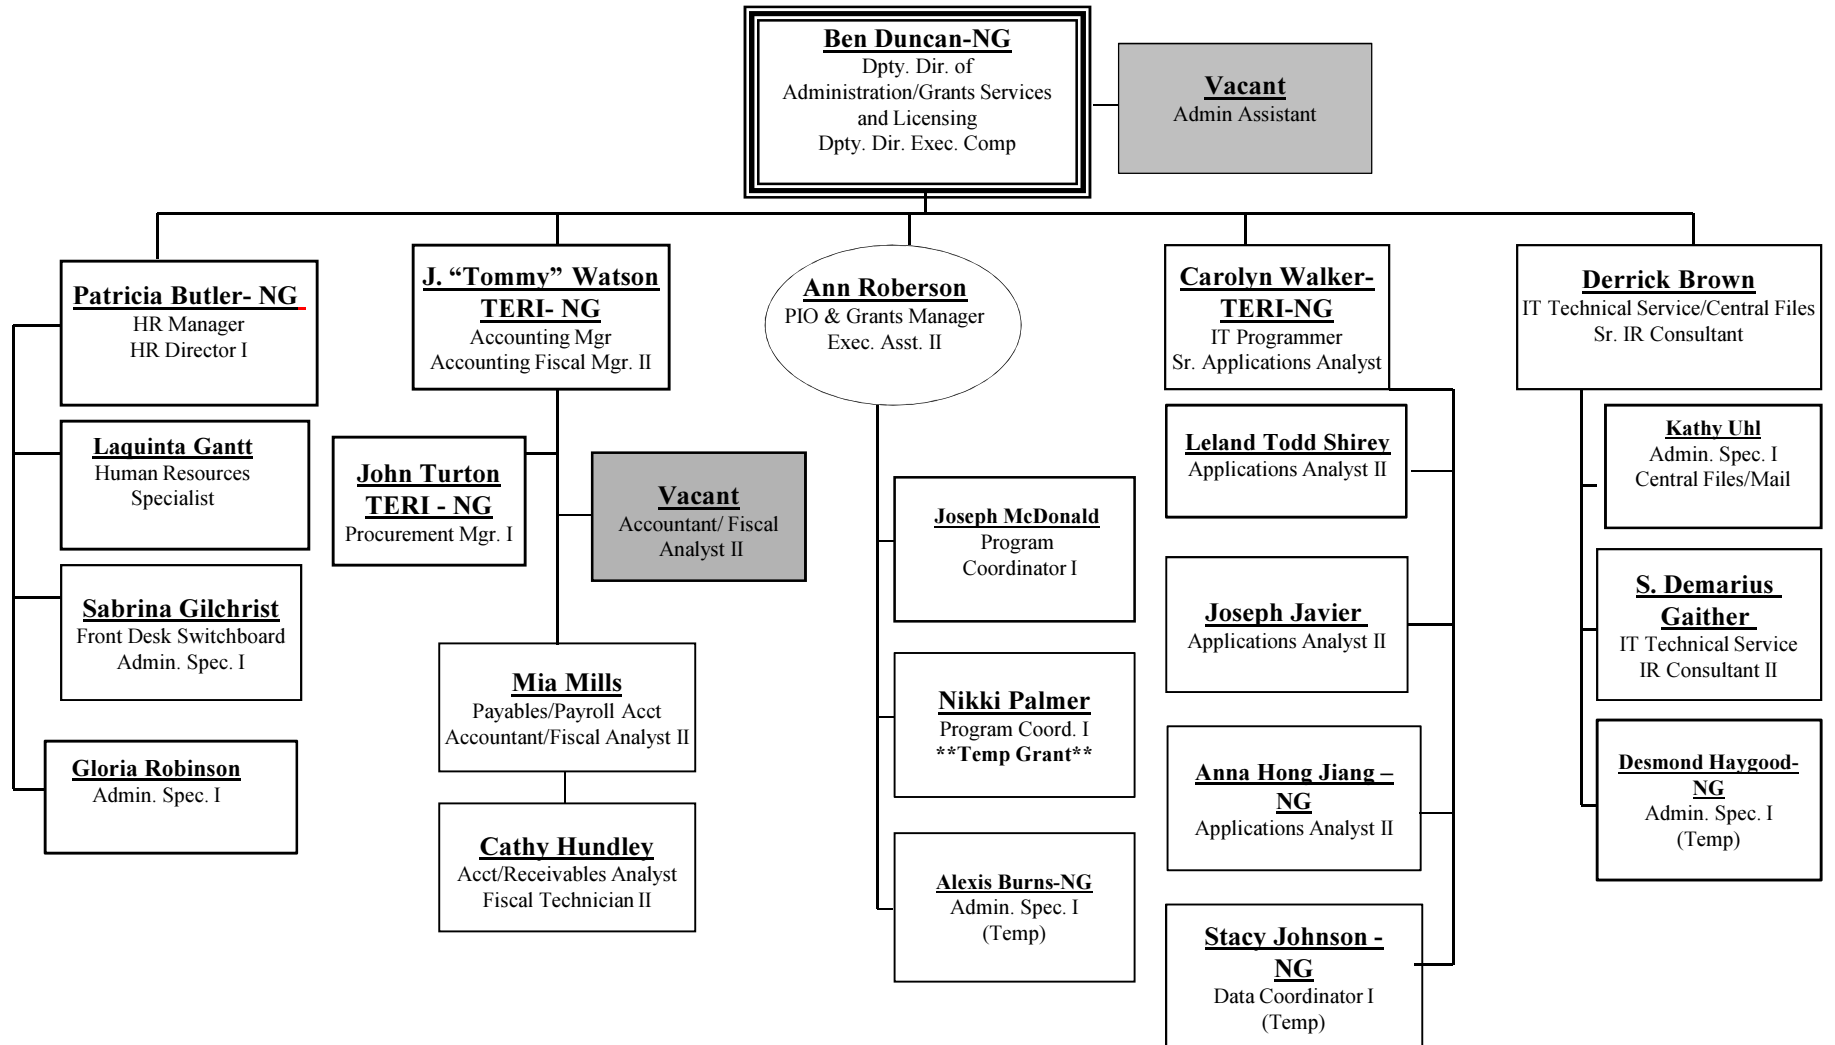 Ben Duncan-NG
Dpty. Dir. of
Administration/Grants Services
and Licensing
Dpty. Dir. Exec. Comp
Vacant
Admin Assistant
Patricia Butler- NG
HR Manager
HR Director I
Laquinta Gantt
Human Resources
Specialist
Sabrina Gilchrist
Front Desk Switchboard
Admin. Spec. I
Gloria Robinson
Admin. Spec. I
J. “Tommy” Watson
TERI- NG
Accounting Mgr
Accounting Fiscal Mgr. II
John Turton
TERI - NG
Procurement Mgr. I
Vacant
Accountant/ Fiscal
Analyst II
Mia Mills
Payables/Payroll Acct
Accountant/Fiscal Analyst II
Cathy Hundley
Acct/Receivables Analyst
Fiscal Technician II
Ann Roberson
PIO & Grants Manager
Exec. Asst. II
Joseph McDonald
Program
Coordinator I
Nikki Palmer
Program Coord. I
**Temp Grant**
Alexis Burns-NG
Admin. Spec. I
(Temp)
Carolyn Walker-
TERI-NG
IT Programmer
Sr. Applications Analyst
Leland Todd Shirey
Applications Analyst II
Joseph Javier
Applications Analyst II
Anna Hong Jiang –
NG
Applications Analyst II
Stacy Johnson -
NG
Data Coordinator I
(Temp)
Derrick Brown
IT Technical Service/Central Files
Sr. IR Consultant
Kathy Uhl
Admin. Spec. I
Central Files/Mail
S. Demarius
Gaither
IT Technical Service
IR Consultant II
Desmond Haygood-
NG
Admin. Spec. I
(Temp)